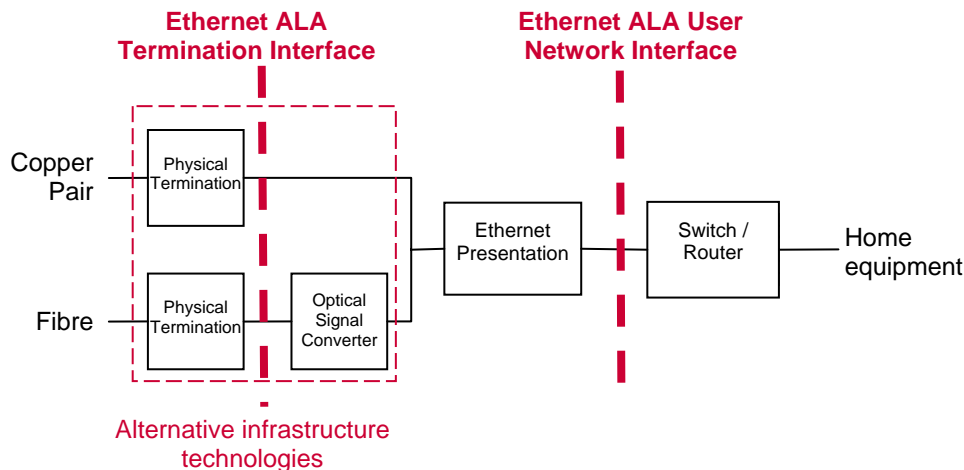 Ethernet ALA
Termination Interface
Ethernet ALA User
Network Interface
Copper
Pair
Physical
Termination
Ethernet
Presentation
Switch /
Router
Home
equipment
Fibre
Physical
Termination
Optical
Signal
Converter
Alternative infrastructure
technologies